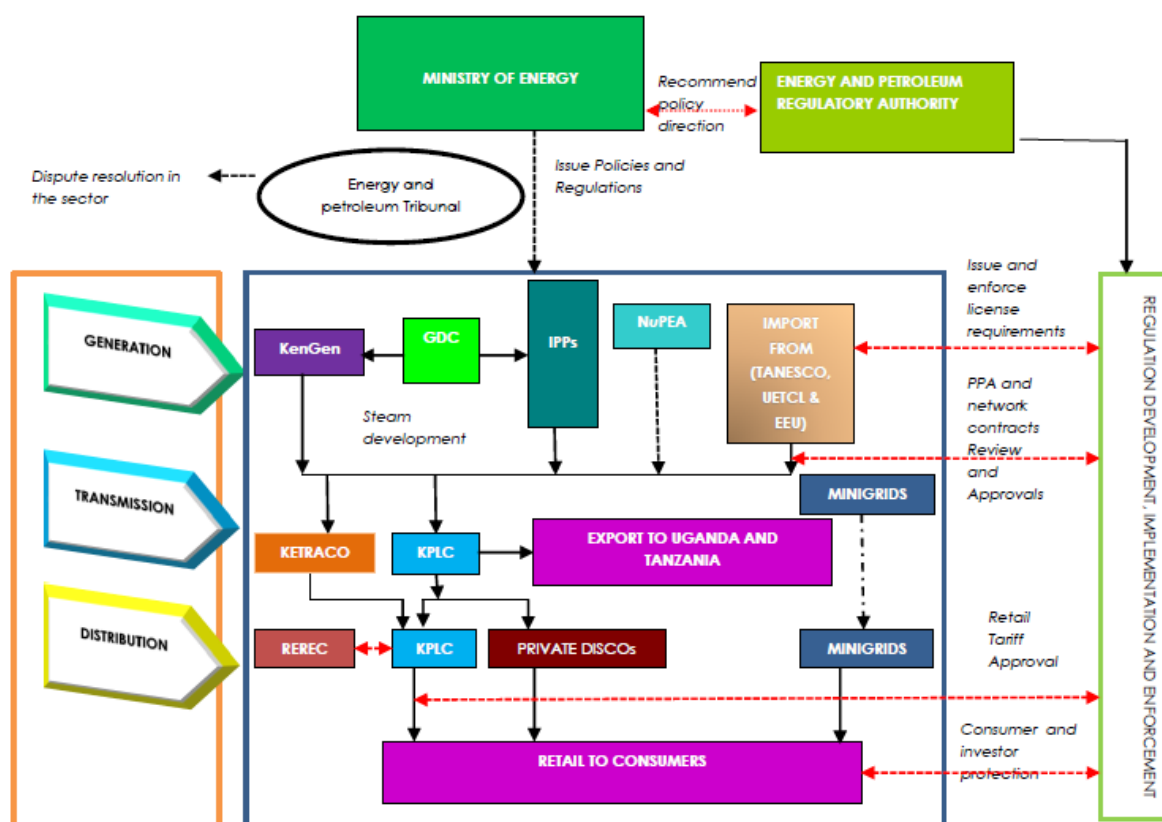 MINISTRY OF ENERGY
Recommend
policy
direction
ENERGY AND PETROLEUM
REGULATORY AUTHORITY
Dispute resolution in
the sector
Energy and
petroleum Tribunal
Issue Policies and
Regulations
GENERATION
KenGen
GDC
IPPs
NuPEA
IMPORT
FROM
(TANESCO,
UETCL &
EEU)
Issue and
enforce
license
requirements
Steam
development
PPA and
network
contracts
Review
and
Approvals
TRANSMISSION
MINIGRIDS
KETRACO
KPLC
EXPORT TO UGANDA AND
TANZANIA
DISTRIBUTION
REREC
KPLC
PRIVATE DISCOs
MINIGRIDS
Retail
Tariff
Approval
RETAIL TO CONSUMERS
Consumer and
investor
protection
REGULATION DEVELOPMENT, IMPLEMENTATION AND ENFORCEMENT